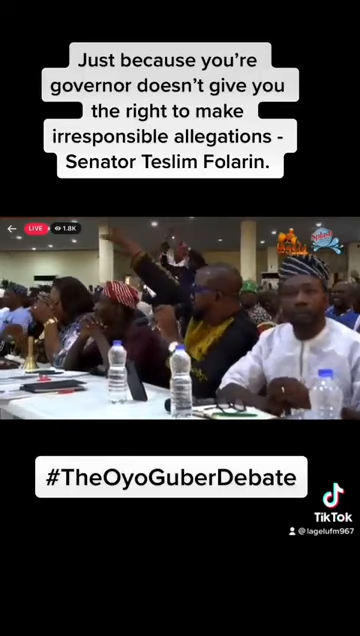 Just because you're
governor doesn't give you
the right to make
irresponsible allegations -
Senator Teslim Folarin.
LIVE 1.8K
Splash
#TheOyoGuberDebate
TikTok
@lagelufm967